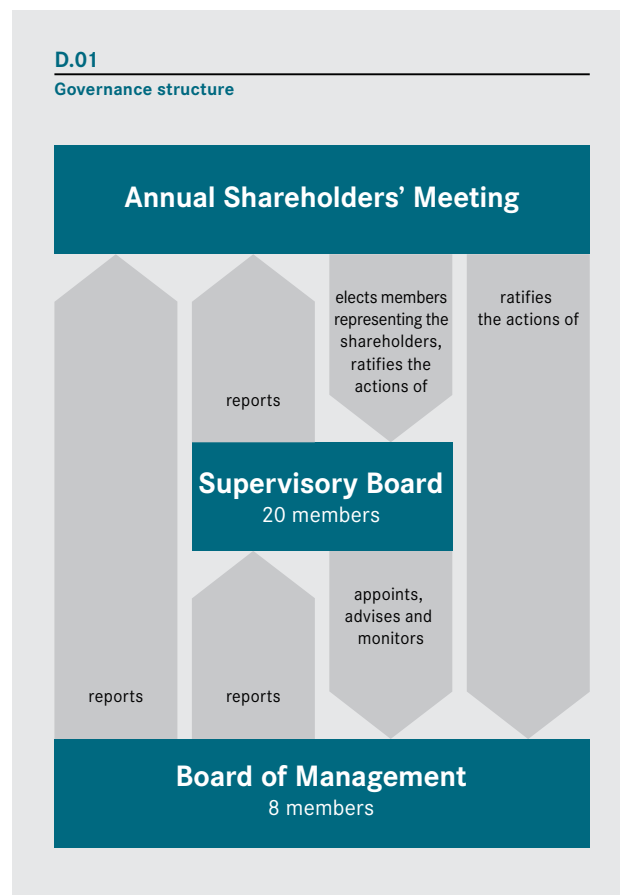 D.01
Governance structure
Annual Shareholders’ Meeting
elects members
representing the
shareholders,
ratifies the
actions of
ratifies
the actions of
reports
Supervisory Board
20 members
appoints,
advises and
monitors
reports
reports
Board of Management
8 members